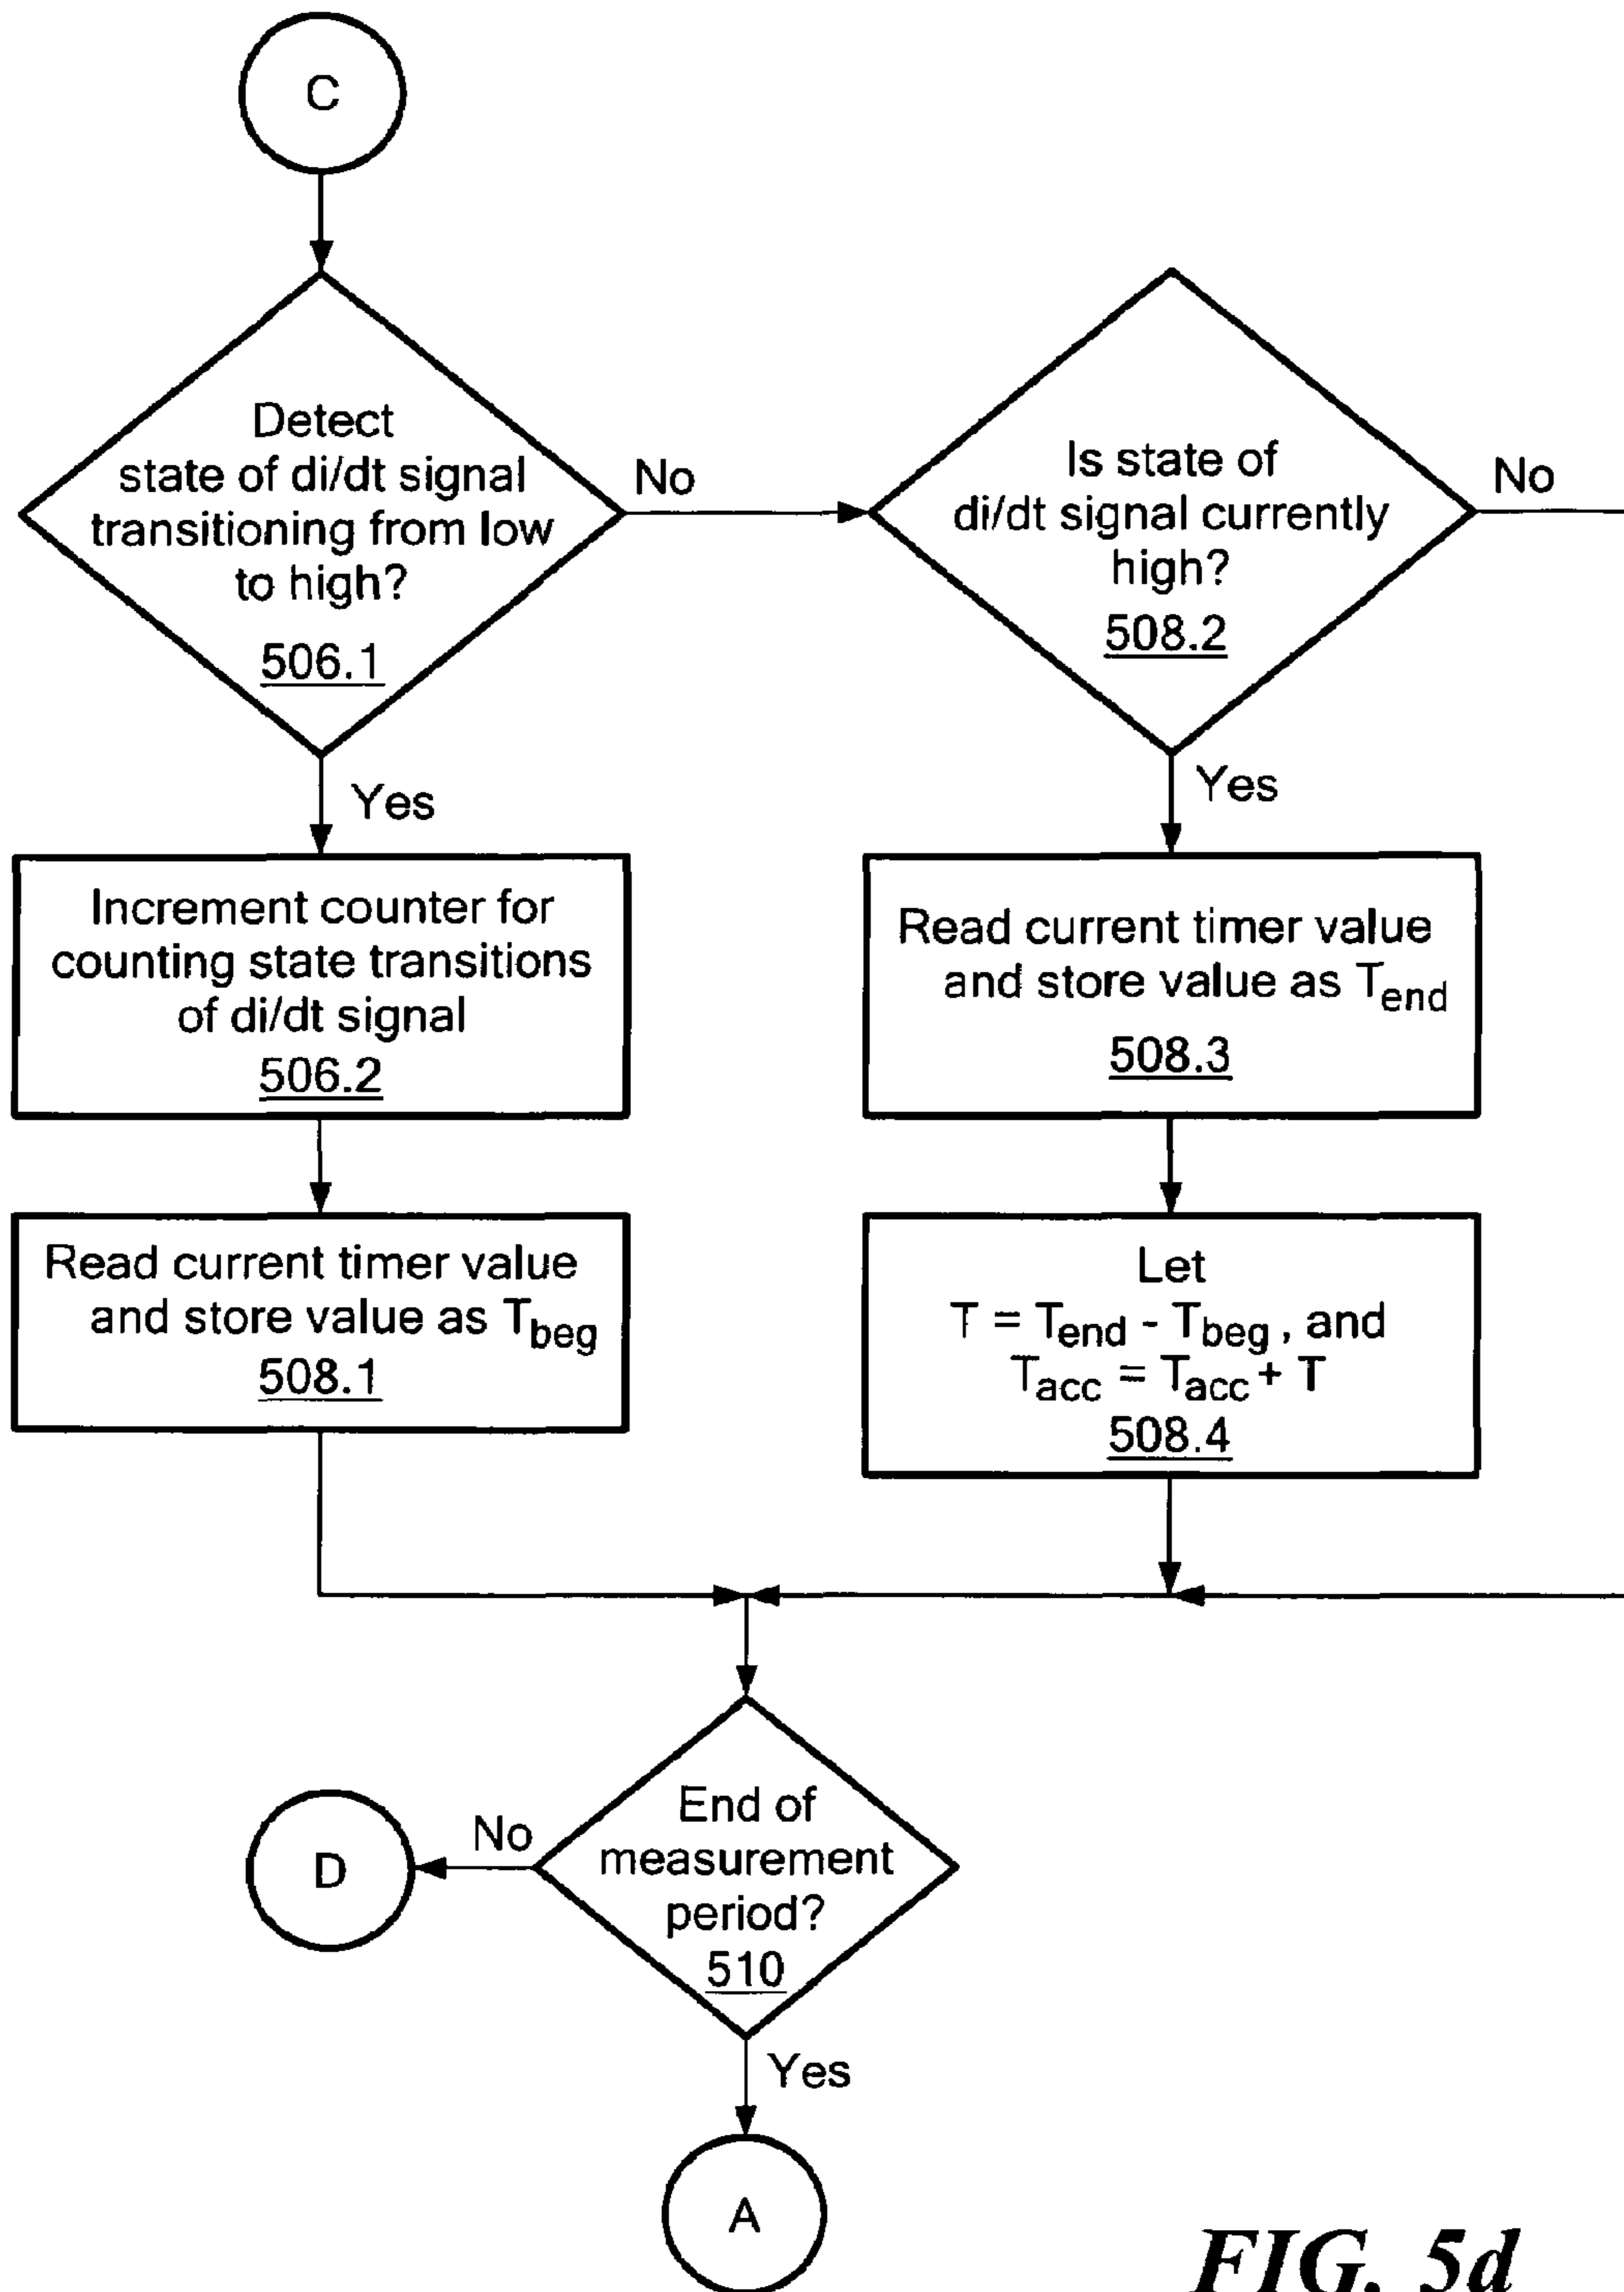 C
Detect
state of di/dt signal
transitioning from low
to high?
506.1
No
Yes
Is state of
di/dt signal currently
high?
508.2
No
Yes
Increment counter for
counting state transitions
of di/dt signal
506.2
Read current timer value
and store value as Tend
508.3
Read current timer value
and store value as Tbeg
508.1
Let
T = Tend - Tbeg , and
Tacc = Tacc + T
508.4
End of
measurement
period?
510
No
D
Yes
A
FIG. 5d